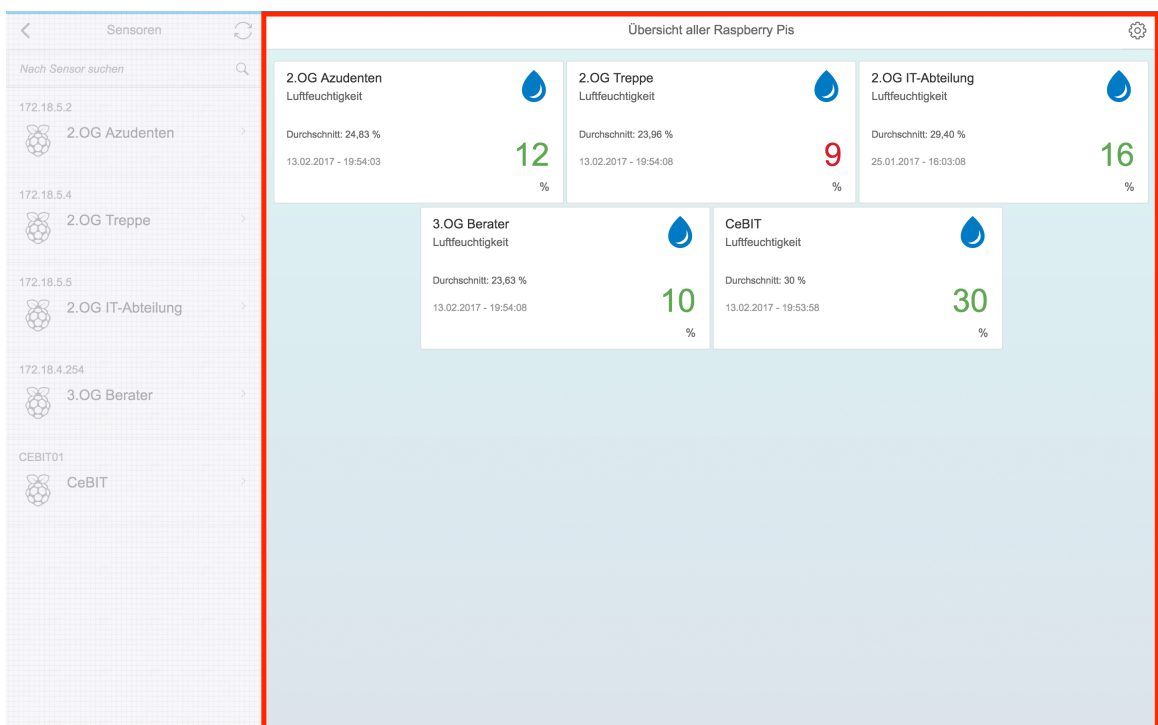 Sensoren
Nach Sensor suchen
172.18.5.2
2.OG Azudenten
172.18.5.4
2.OG Treppe
172.18.5.5
2.OG IT-Abteilung
172.18.4.254
3.OG Berater
CEBIT01
CeBIT
Übersicht aller Raspberry Pis
2.OG Azudenten
Luftfeuchtigkeit
Durchschnitt: 24,83 %
13.02.2017 - 19:54:03
12
%
2.OG Treppe
Luftfeuchtigkeit
Durchschnitt: 23,96 %
13.02.2017 - 19:54:08
9
%
2.OG IT-Abteilung
Luftfeuchtigkeit
Durchschnitt: 29,40 %
25.01.2017 - 16:03:08
16
%
3.OG Berater
Luftfeuchtigkeit
Durchschnitt: 23,63 %
13.02.2017 - 19:54:08
10
%
CeBIT
Luftfeuchtigkeit
Durchschnitt: 30 %
13.02.2017 - 19:53:58
30
%